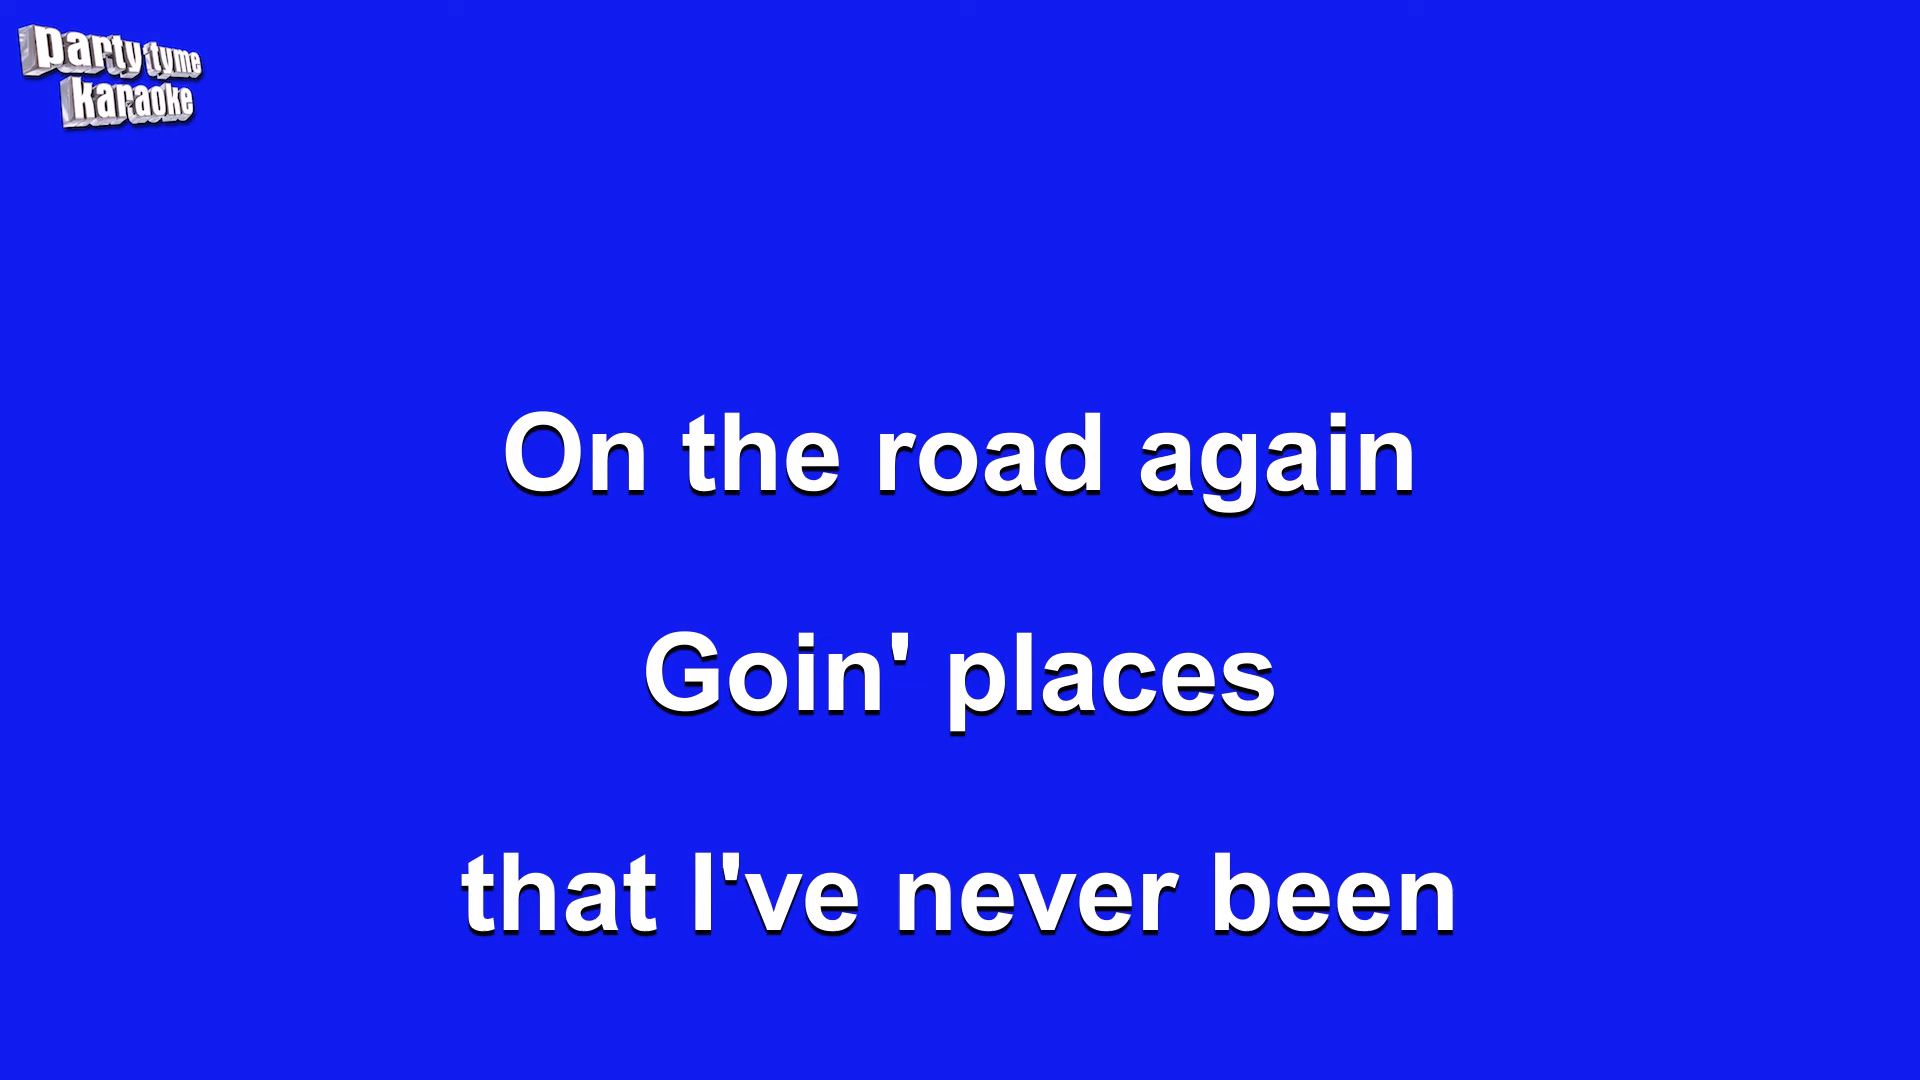 party tyme
karaoke
On the road again
Goin' places
that I've never been